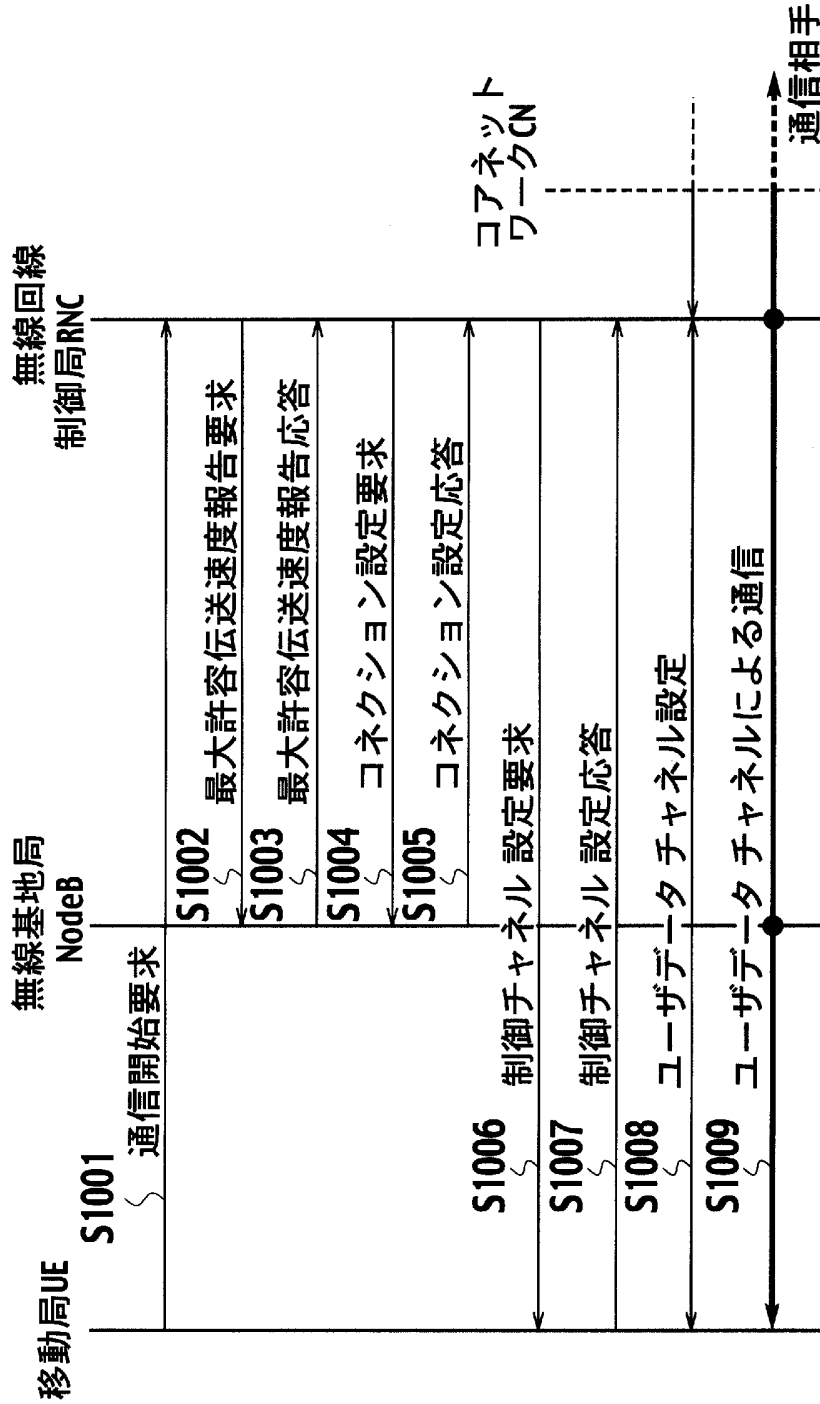 移動局UE
無線基地局
NodeB
無線回線
制御局RNC
S1001
通信開始要求
S1002
最大許容伝送速度報告要求
S1003
最大許容伝送速度報告応答
S1004
コネクション設定要求
S1005
コネクション設定応答
コアネット
ワークCN
S1006
制御チャネル 設定要求
S1007
制御チャネル 設定応答
S1008
ユーザデータ チャネル設定
S1009
ユーザデータ チャネルによる通信
通信相手